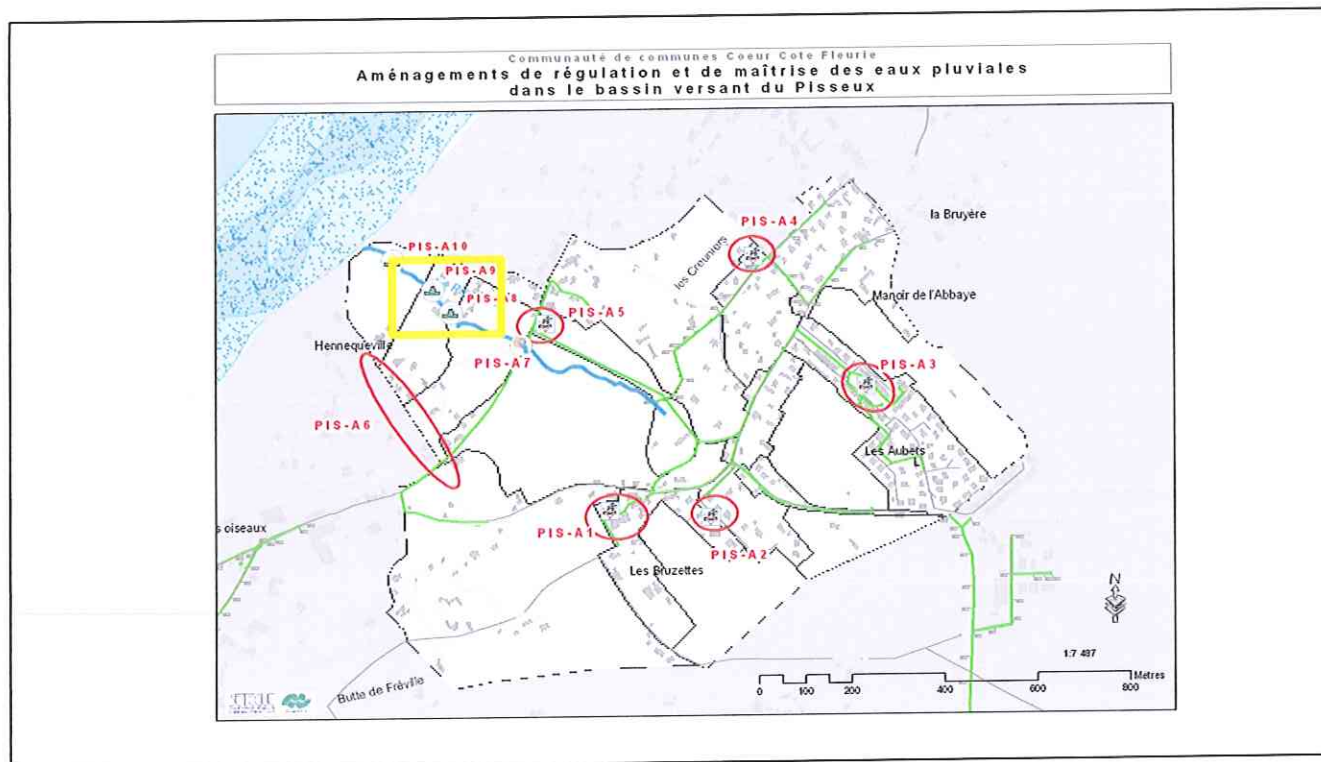 Communauté de communes Coeur Cote Fleurie
Aménagements de régulation et de maîtrise des eaux pluviales
dans le bassin versant du Pisseux
la Bruyère
PIS-A4
les Creuniers
PIS-A10
PIS-A9
PIS-A8
Manoir de l'Abbaye
PIS-A5
Hennequeville
PIS-A7
PIS-A3
PIS-A6
Les Aubets
s oiseaux
PIS-A1
PIS-A2
Les Bruzettes
N
1:7 487
Butte de Fréville
0 100 200 400 600 800 Metres